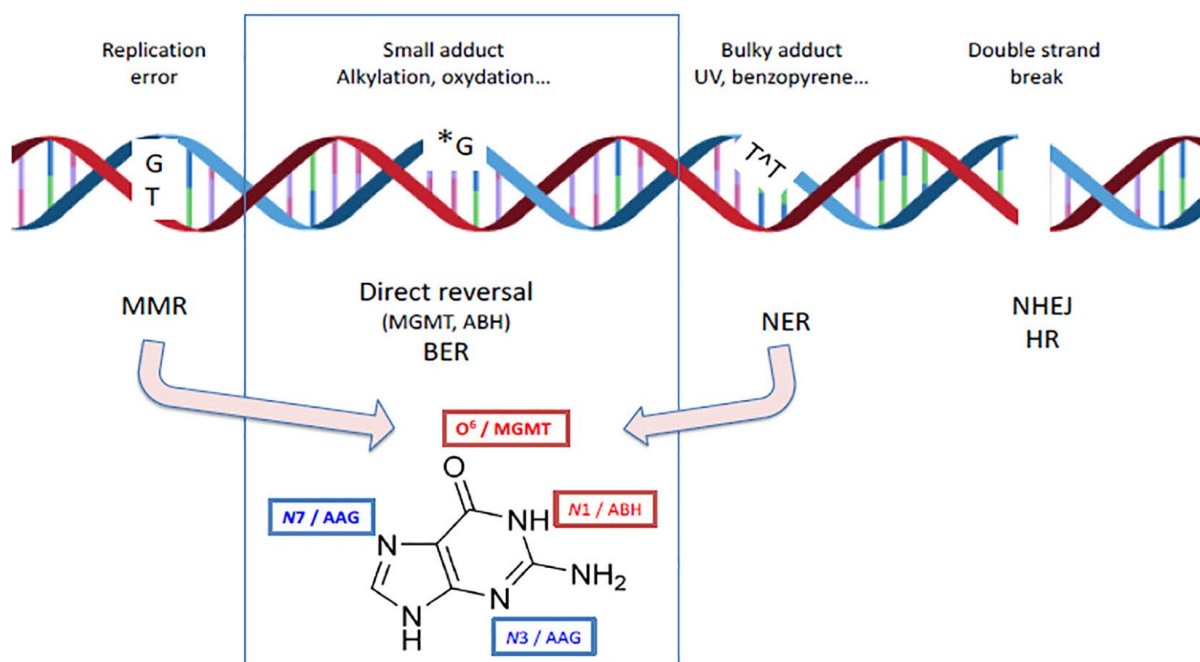 Replication
error
Small adduct
Alkylation, oxydation...
Bulky adduct
UV, benzopyrene...
Double strand
break
G
T
*G
T^T
MMR
Direct reversal
(MGMT, ABH)
BER
NER
NHEJ
HR
O⁶ / MGMT
O
N7 / AAG
NH
N1 / ABH
N
NH₂
N
N
H
N3 / AAG